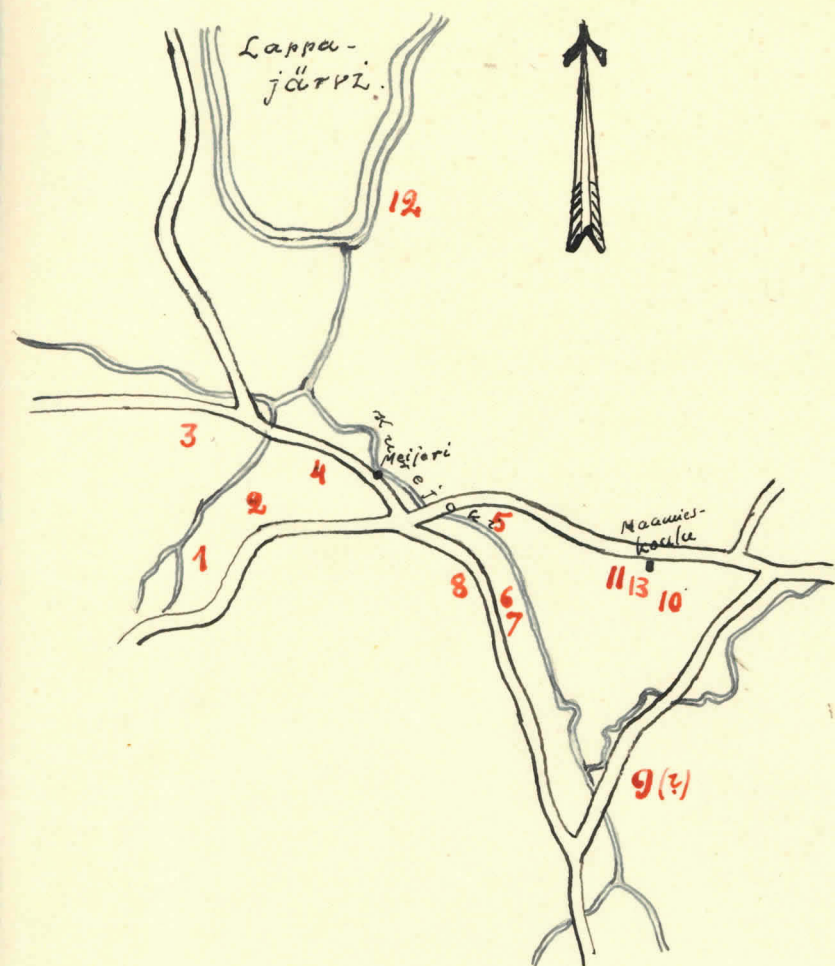 Lappa-
järvi.
12
3
4
Meijeri
2
5
1
Maamies-
koulu
8
6
7
11 13 10
9 (?)